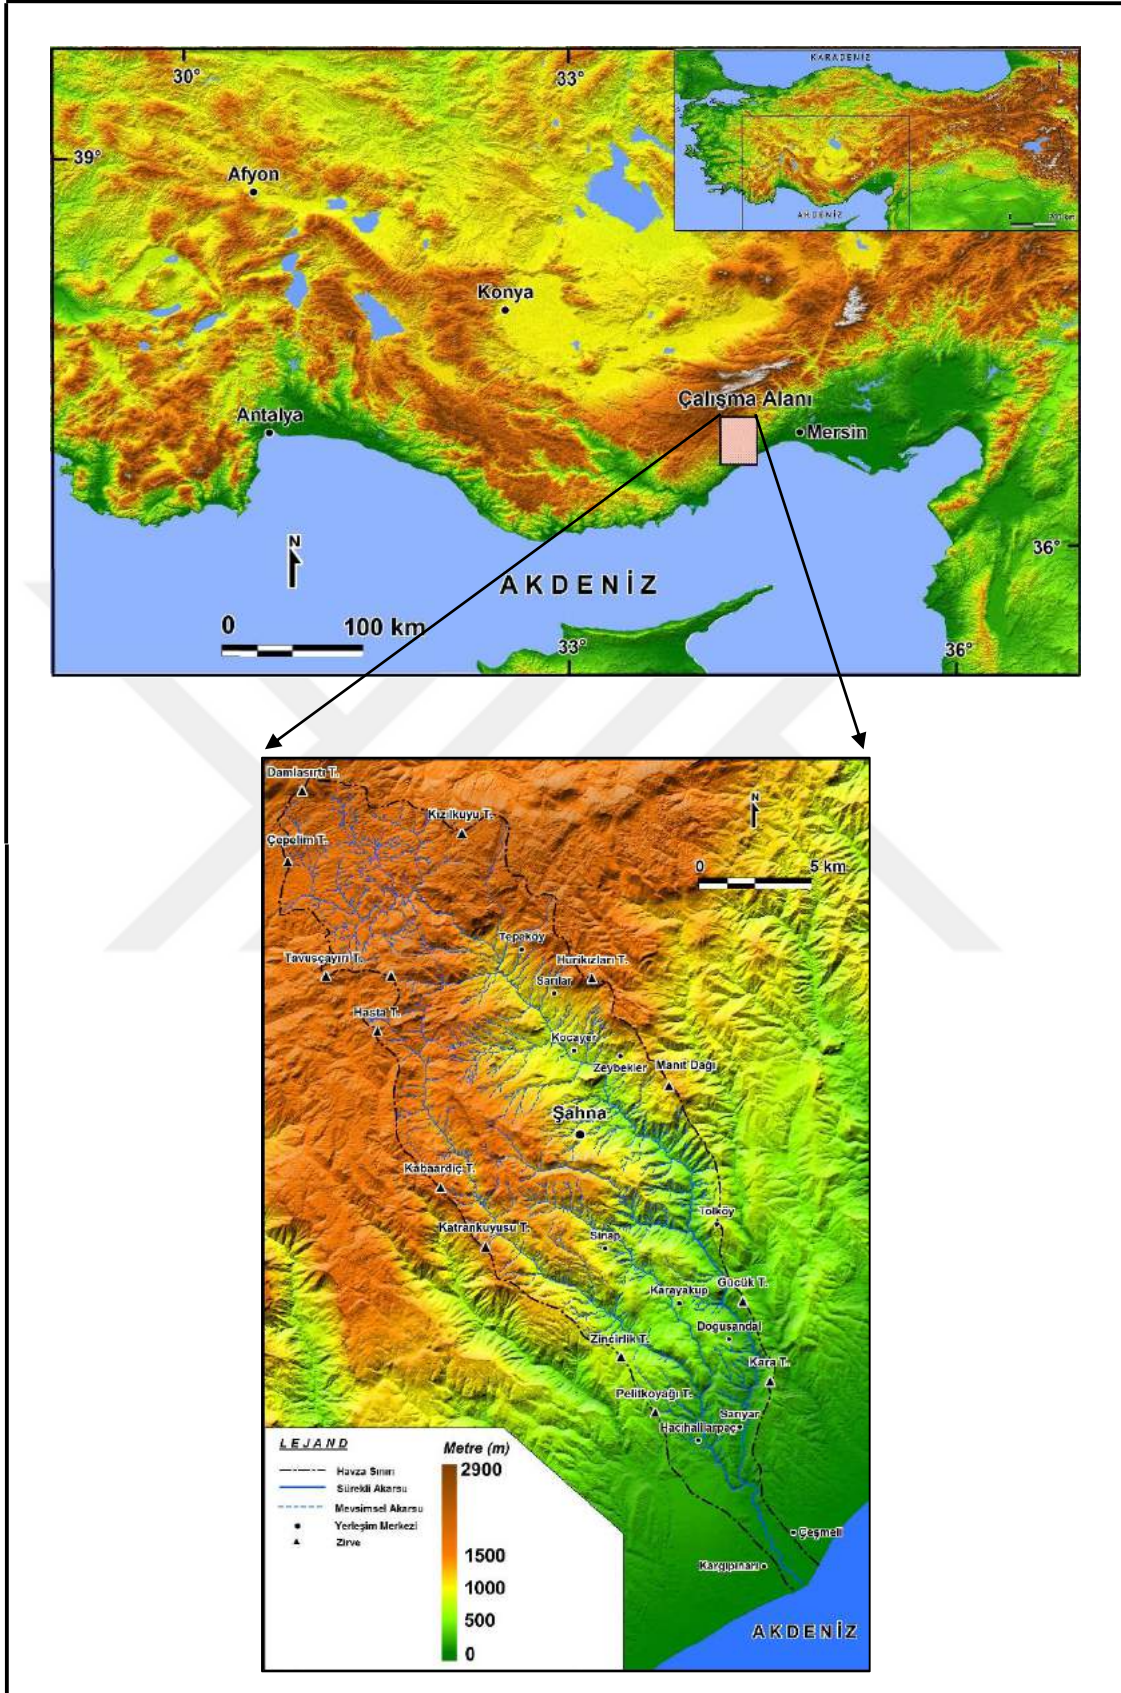 30°
33°
KARADENİZ
39°
Afyon
AKDENİZ
Konya
Çalışma Alanı
Antalya
Mersin
N
36°
AKDENİZ
0 100 km
33°
36°
Damlasırtı T.
Kızılkuyu T.
N
Çepelim T.
0 5 km
Tepeköy
Tavusçayırı T.
Hurikızları T.
Sarılar
Hasta T.
Kocayer
Zeybekler
Manıt Dağı
Şahna
Kabaardıç T.
Tolköy
Katrankuyusu T.
Sinap
Gücük T.
Karayakup
Doğusandal
Zincirlik T.
Kara T.
Pelitkoyağı T.
Sarıyar
Hacıhalilarpaç
LEJAND
Metre (m)
Havza Sınırı
2900
Sürekli Akarsu
Mevsimsel Akarsu
Yerleşim Merkezi
Zirve
1500
1000
500
0
Çeşmeli
Kargıpınarı
AKDENİZ